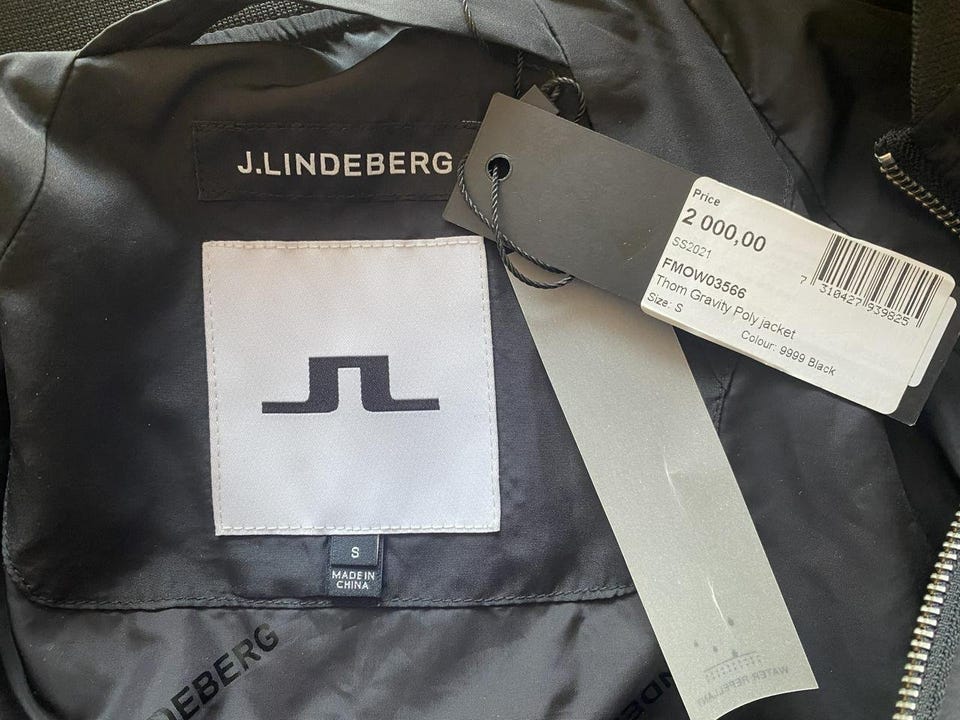 J.LINDEBERG
Price
2 000,00
SS2021
FMOW03566
Thom Gravity Poly jacket
Size: S
Colour: 9999 Black
7 310427 939825
S
MADE IN
CHINA
NDEBERG
WATER REPELLANT